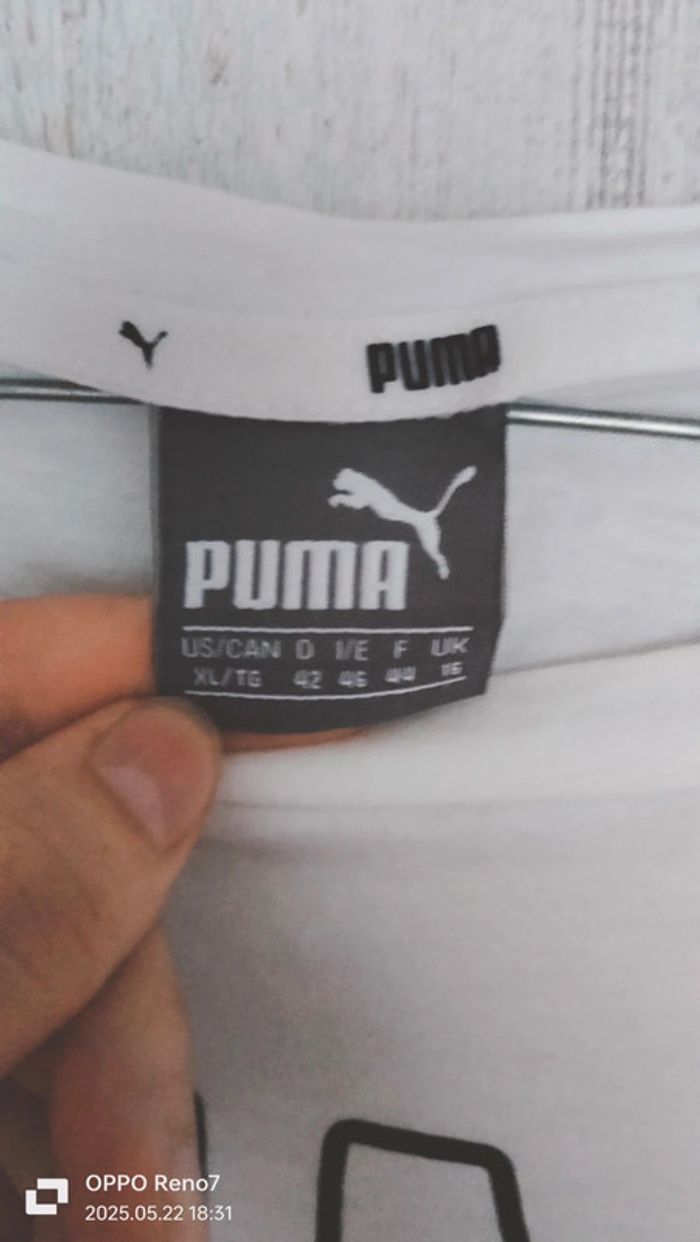 PUMA
PUMA
US/CAN D I/E F UK
XL/TG 42 46 44 16
OPPO Reno7
2025.05.22 18:31